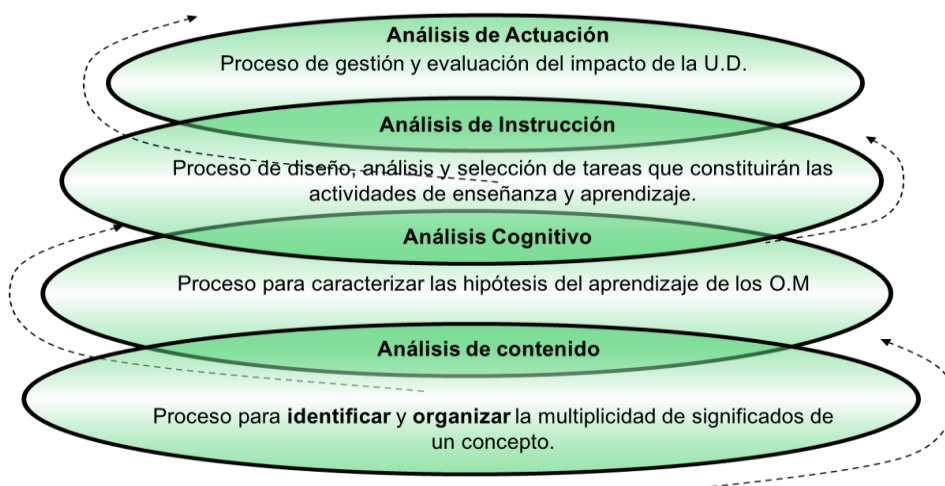 Análisis de Actuación
Proceso de gestión y evaluación del impacto de la U.D.
Análisis de Instrucción
Proceso de diseño, análisis y selección de tareas que constituirán las
actividades de enseñanza y aprendizaje.
Análisis Cognitivo
Proceso para caracterizar las hipótesis del aprendizaje de los O.M
Análisis de contenido
Proceso para identificar y organizar la multiplicidad de significados de
un concepto.